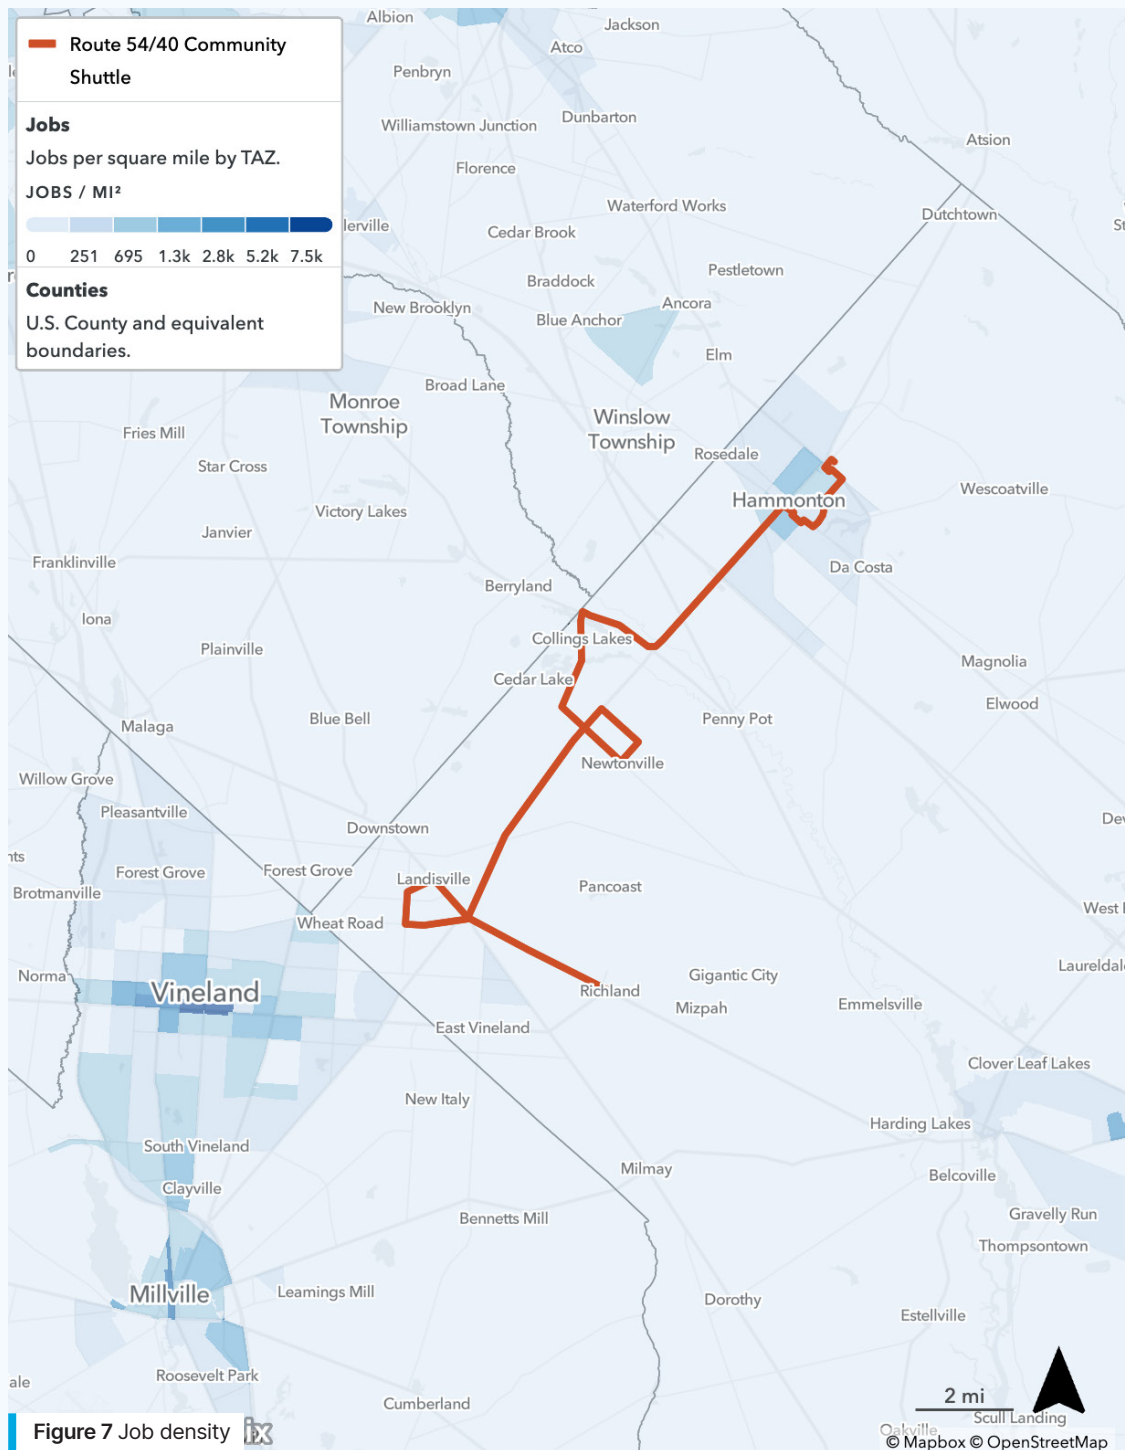 Route 54/40 Community
Shuttle
Jobs
Jobs per square mile by TAZ.
JOBS / MI²
0 251 695 1.3k 2.8k 5.2k 7.5k
Counties
U.S. County and equivalent
boundaries.
Albion
Jackson
Atco
Penbryn
Dunbarton
Williamstown Junction
Atsion
Florence
Waterford Works
Dutchtown
lerville
Cedar Brook
Pestletown
Braddock
Ancora
New Brooklyn
Blue Anchor
Elm
Broad Lane
Monroe
Township
Winslow
Township
Fries Mill
Rosedale
Star Cross
Wescoatville
Hammonton
Victory Lakes
Janvier
Franklinville
Da Costa
Berryland
Iona
Collings Lakes
Plainville
Magnolia
Cedar Lake
Elwood
Blue Bell
Penny Pot
Malaga
Newtonville
Willow Grove
Pleasantville
Downstown
Forest Grove
Forest Grove
Landisville
Pancoast
Brotmanville
Wheat Road
West
Norma
Gigantic City
Laureldal
Vineland
Richland
Mizpah
Emmelsville
East Vineland
Clover Leaf Lakes
New Italy
Harding Lakes
South Vineland
Milmay
Belcoville
Clayville
Bennetts Mill
Gravelly Run
Thompsontown
Millville
Leamings Mill
Dorothy
Estellville
Roosevelt Park
ale
Cumberland
2 mi
Scull Landing
Oakville
Figure 7 Job density
ix
© Mapbox © OpenStreetMap